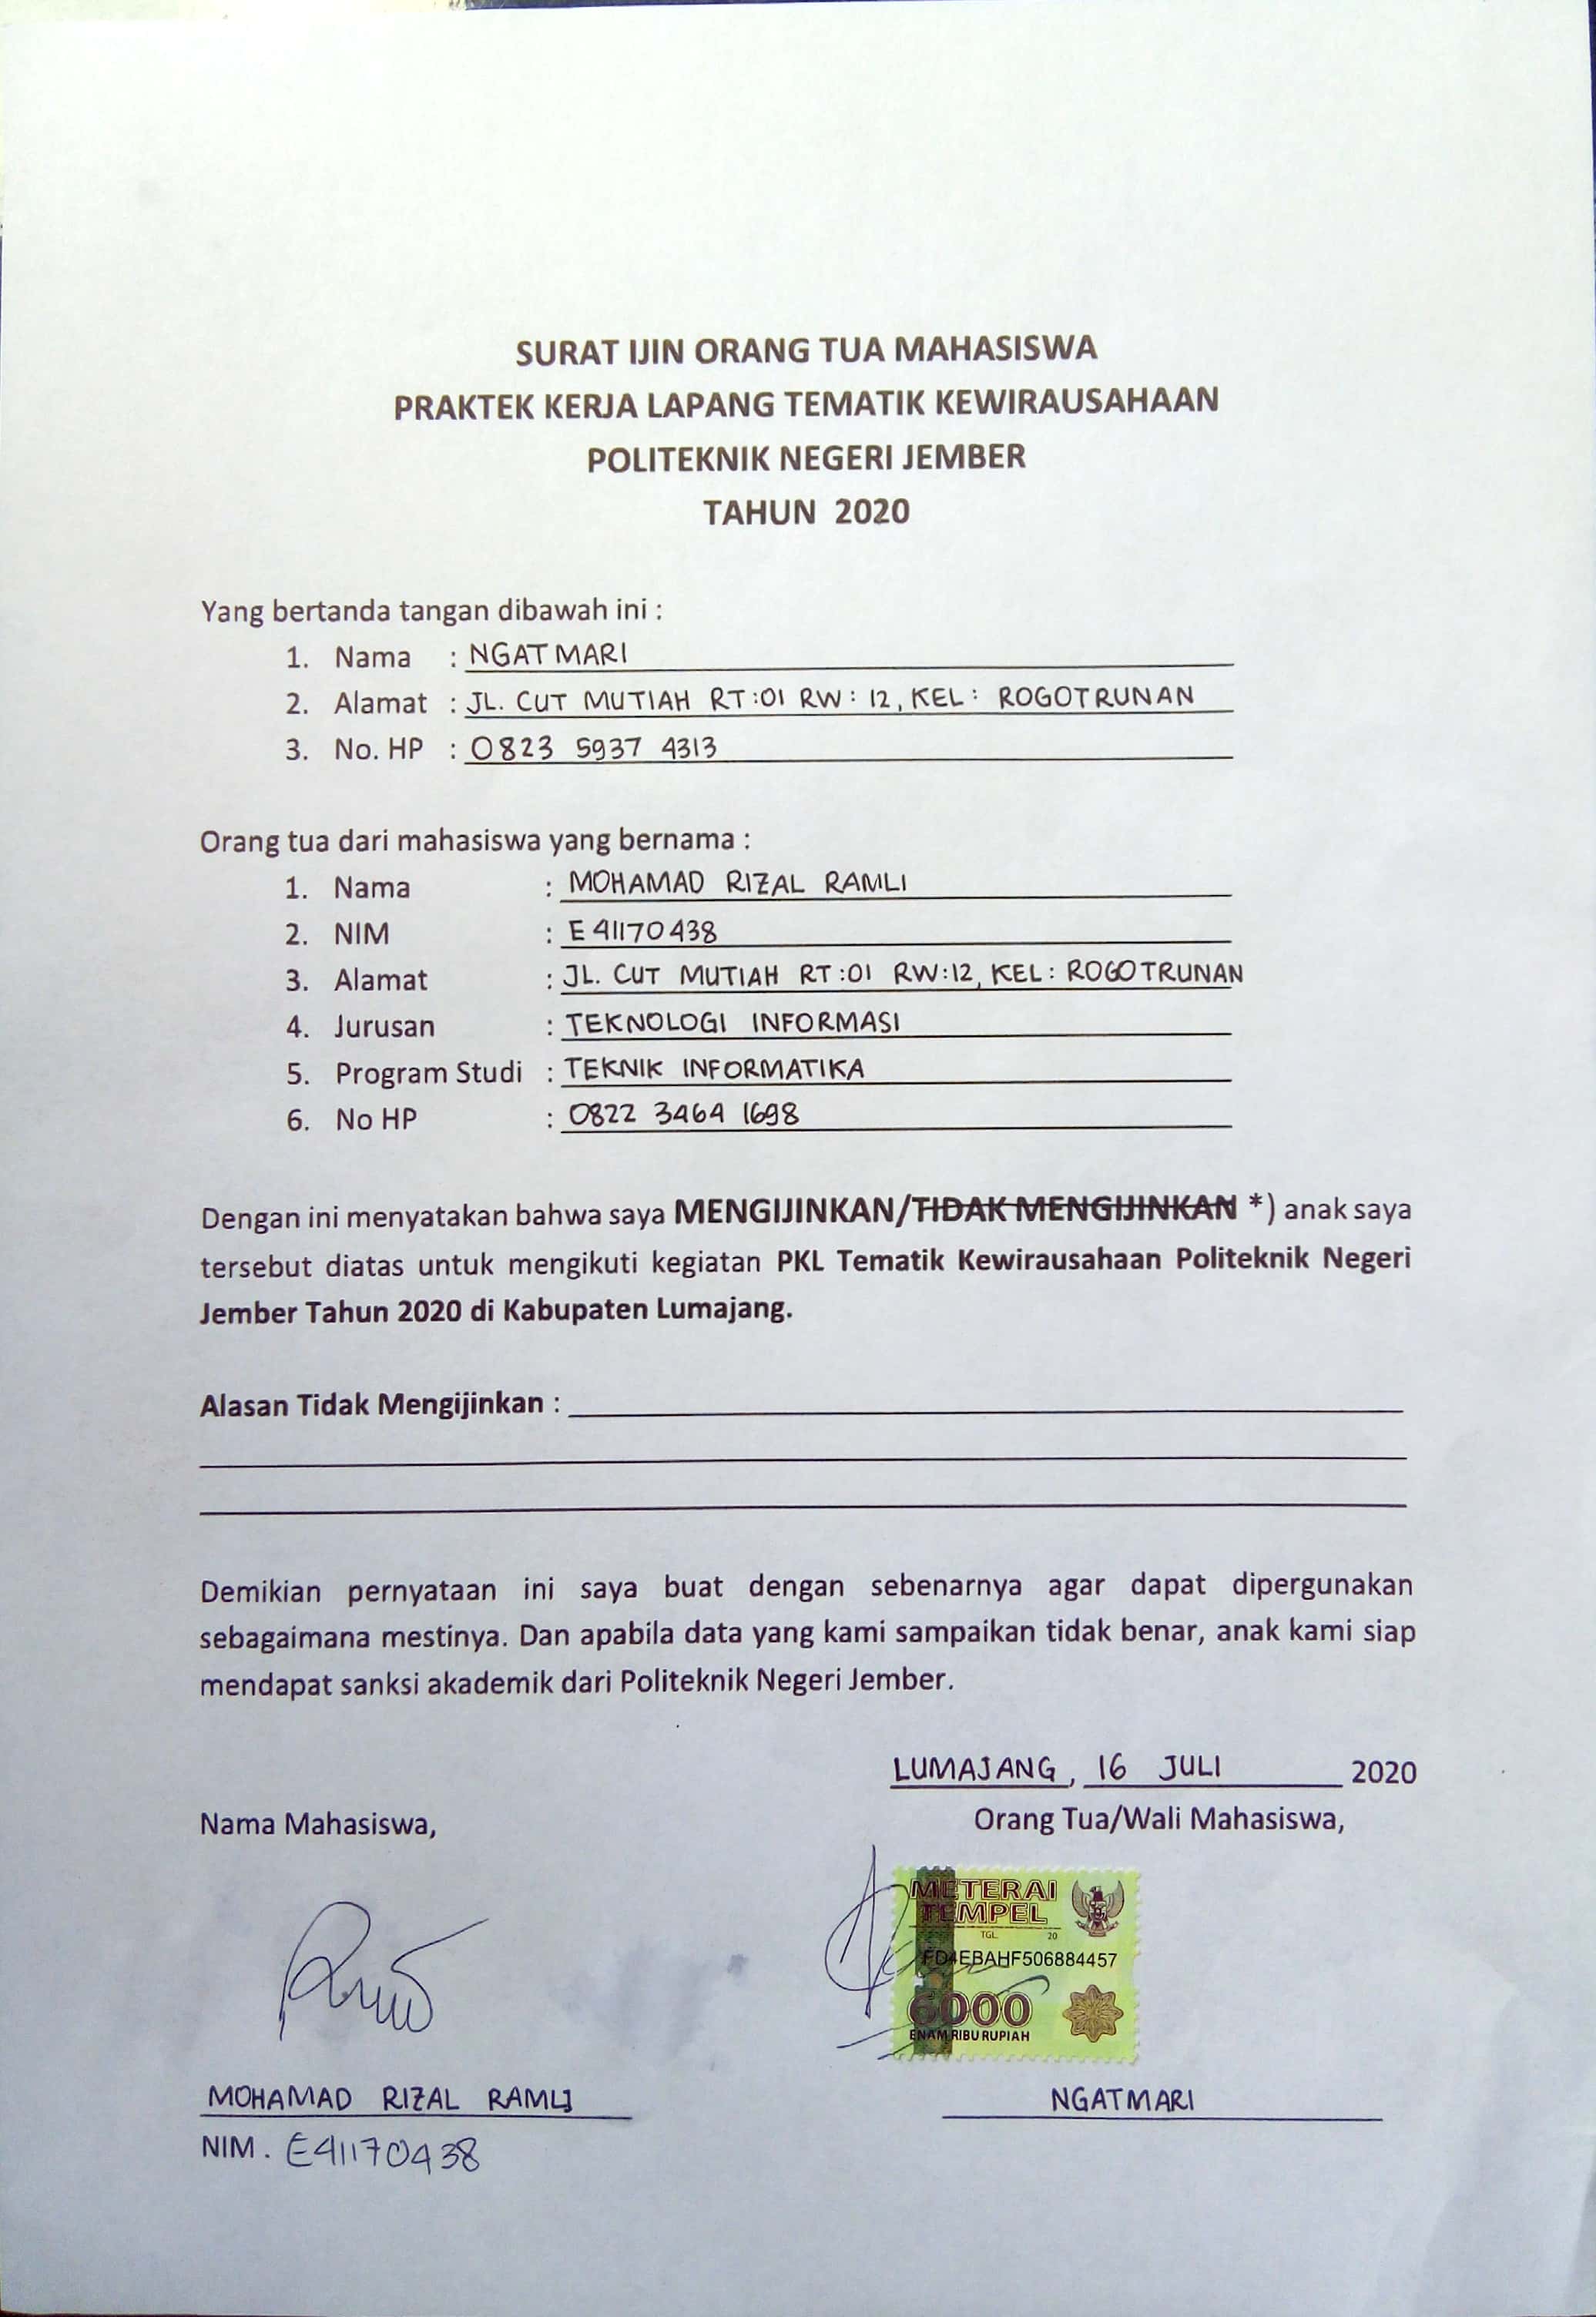 SURAT IJIN ORANG TUA MAHASISWA
PRAKTEK KERJA LAPANG TEMATIK KEWIRAUSAHAAN
POLITEKNIK NEGERI JEMBER
TAHUN 2020
Yang bertanda tangan dibawah ini :
1. Nama : NGATMARI
2. Alamat : JL. CUT MUTIAH RT:01 RW: 12, KEL: ROGOTRUNAN
3. No. HP : 0823 5937 4313
Orang tua dari mahasiswa yang bernama :
1. Nama : MOHAMAD RIZAL RAMLI
2. NIM : E41170438
3. Alamat : JL. CUT MUTIAH RT:01 RW:12, KEL: ROGOTRUNAN
4. Jurusan : TEKNOLOGI INFORMASI
5. Program Studi : TEKNIK INFORMATIKA
6. No HP : 0822 3464 1698
Dengan ini menyatakan bahwa saya MENGIJINKAN/TIDAK MENGIJINKAN *) anak saya
tersebut diatas untuk mengikuti kegiatan PKL Tematik Kewirausahaan Politeknik Negeri
Jember Tahun 2020 di Kabupaten Lumajang.
Alasan Tidak Mengijinkan :
Demikian pernyataan ini saya buat dengan sebenarnya agar dapat dipergunakan
sebagaimana mestinya. Dan apabila data yang kami sampaikan tidak benar, anak kami siap
mendapat sanksi akademik dari Politeknik Negeri Jember.
LUMAJANG, 16 JULI 2020
Nama Mahasiswa,
Orang Tua/Wali Mahasiswa,
METERAI
TEMPEL
TGL. 20
FD4EBAHF506884457
6000
ENAM RIBU RUPIAH
MOHAMAD RIZAL RAMLI
NGATMARI
NIM. E41170438